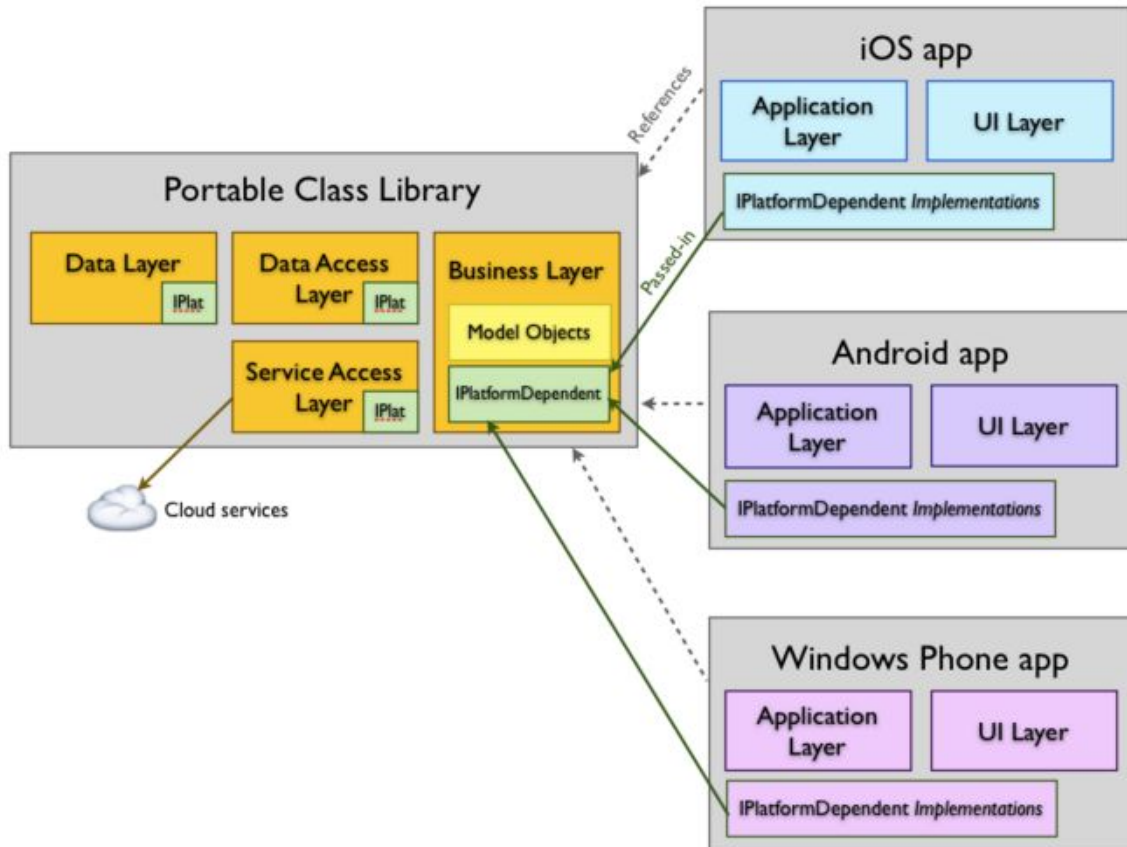 Portable Class Library
Data Layer
IPlat
Data Access
Layer
IPlat
Service Access
Layer
IPlat
Business Layer
Model Objects
IPlatformDependent
Cloud services
References
Passed-in
iOS app
Application
Layer
UI Layer
IPlatformDependent Implementations
Android app
Application
Layer
UI Layer
IPlatformDependent Implementations
Windows Phone app
Application
Layer
UI Layer
IPlatformDependent Implementations